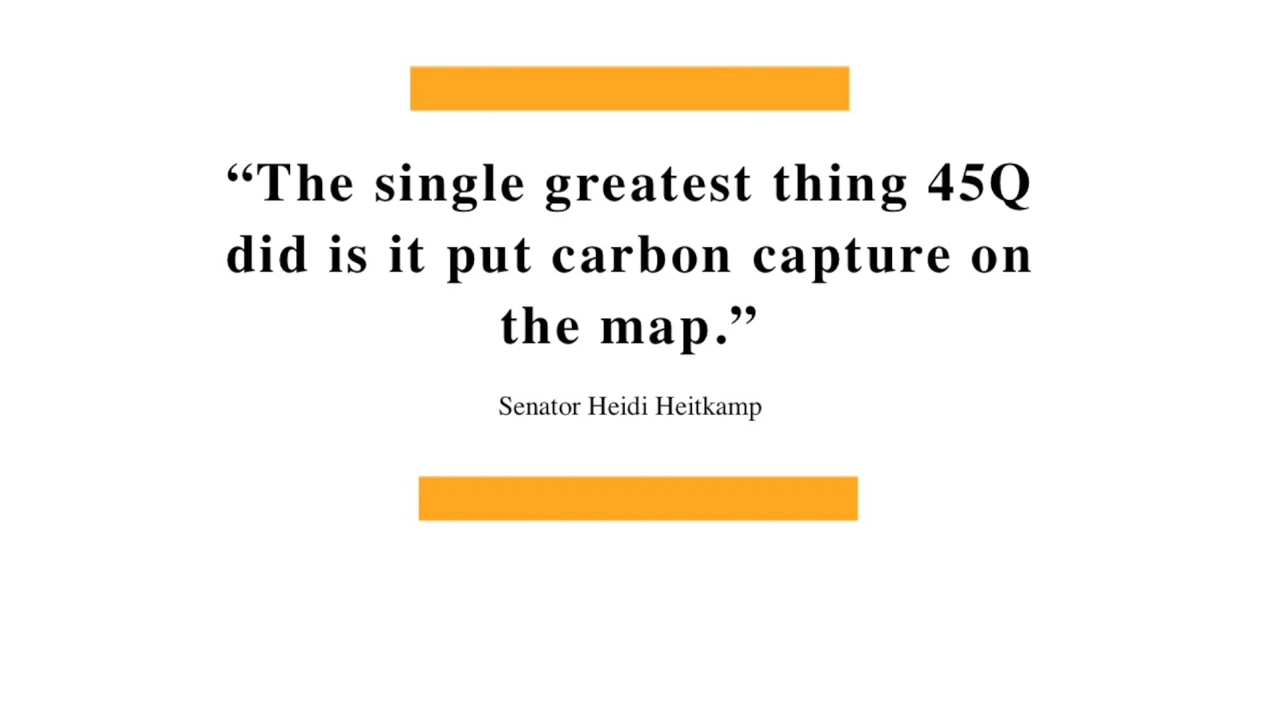 “The single greatest thing 45Q
did is it put carbon capture on
the map.”
Senator Heidi Heitkamp